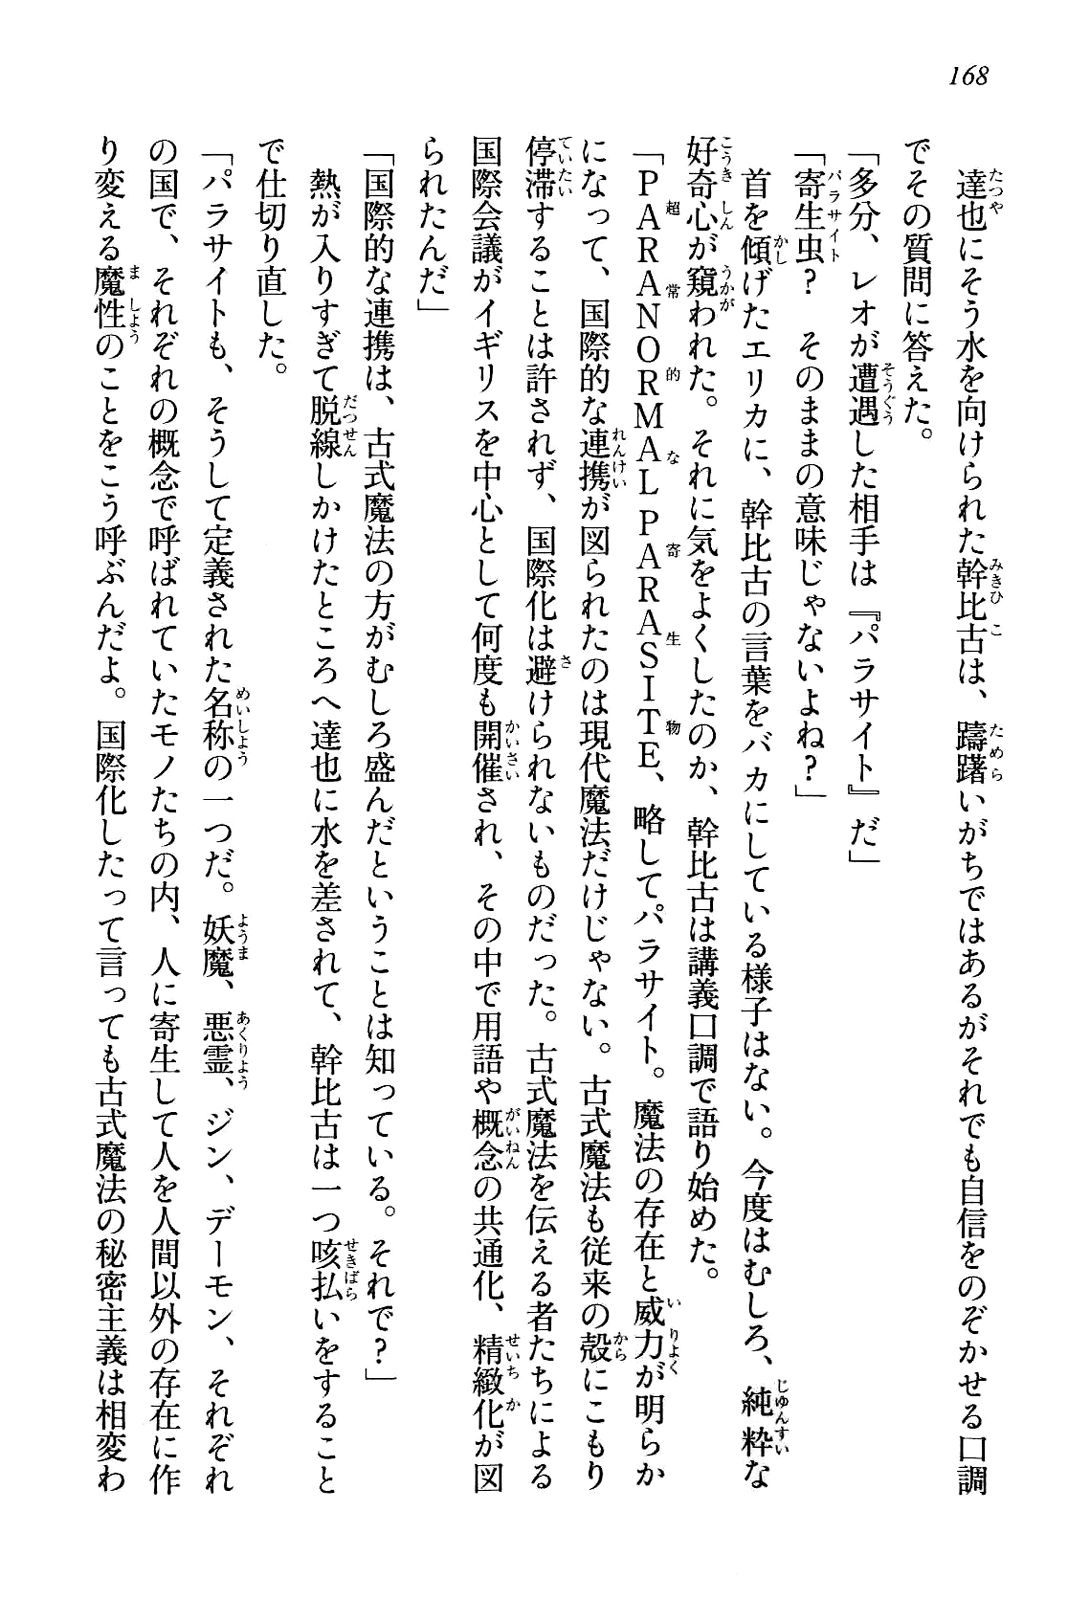 168
達也にそう水を向けられた幹比古は、躊躇いがちではあるがそれでも自信をのぞかせる口調
でその質問に答えた。
「多分、レオが遭遇した相手は『パラサイト』だ」
「寄生虫？　そのままの意味じゃないよね？」
首を傾げたエリカに、幹比古の言葉をバカにしている様子はない。今度はむしろ、純粋な
好奇心が窺われた。それに気をよくしたのか、幹比古は講義口調で語り始めた。
「ＰＡＲＡＮＯＲＭＡＬ ＰＡＲＡＳＩＴＥ、略してパラサイト。魔法の存在と威力が明らか
になって、国際的な連携が図られたのは現代魔法だけじゃない。古式魔法も従来の殻にこもり
停滞することは許されず、国際化は避けられないものだった。古式魔法を伝える者たちによる
国際会議がイギリスを中心として何度も開催され、その中で用語や概念の共通化、精緻化が図
られたんだ」
「国際的な連携は、古式魔法の方がむしろ盛んだということは知っている。それで？」
熱が入りすぎて脱線しかけたところへ達也に水を差されて、幹比古は一つ咳払いをすること
で仕切り直した。
「パラサイトも、そうして定義された名称の一つだ。妖魔、悪霊、ジン、デーモン、それぞれ
の国で、それぞれの概念で呼ばれていたモノたちの内、人に寄生して人を人間以外の存在に作
り変える魔性のことをこう呼ぶんだよ。国際化したって言っても古式魔法の秘密主義は相変わ